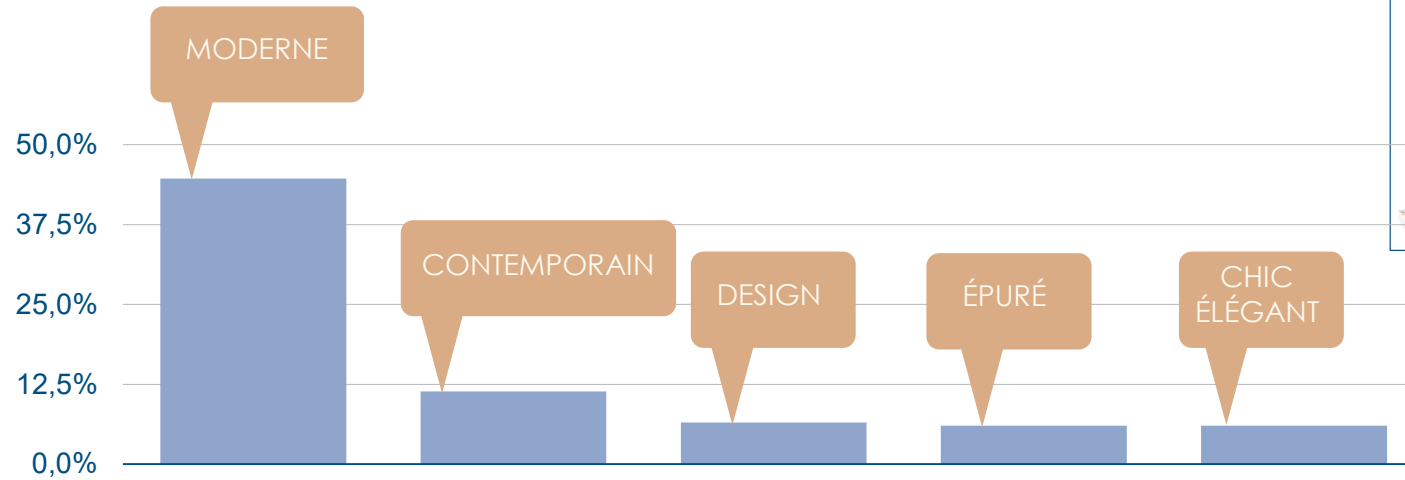 MODERNE
50,0%
37,5%
CONTEMPORAIN
DESIGN
ÉPURÉ
CHIC
ÉLÉGANT
25,0%
12,5%
0,0%